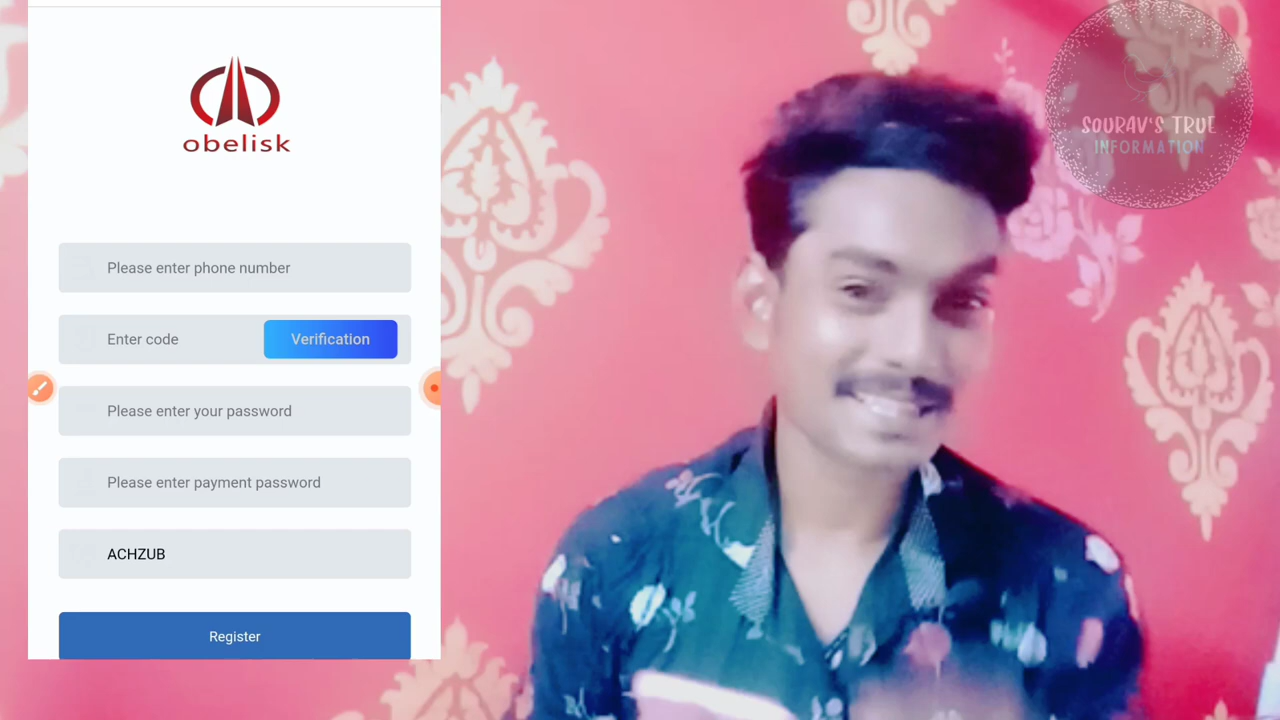 obelisk
Please enter phone number
Enter code
Verification
Please enter your password
Please enter payment password
ACHZUB
Register
SOURAV'S TRUE
INFORMATION